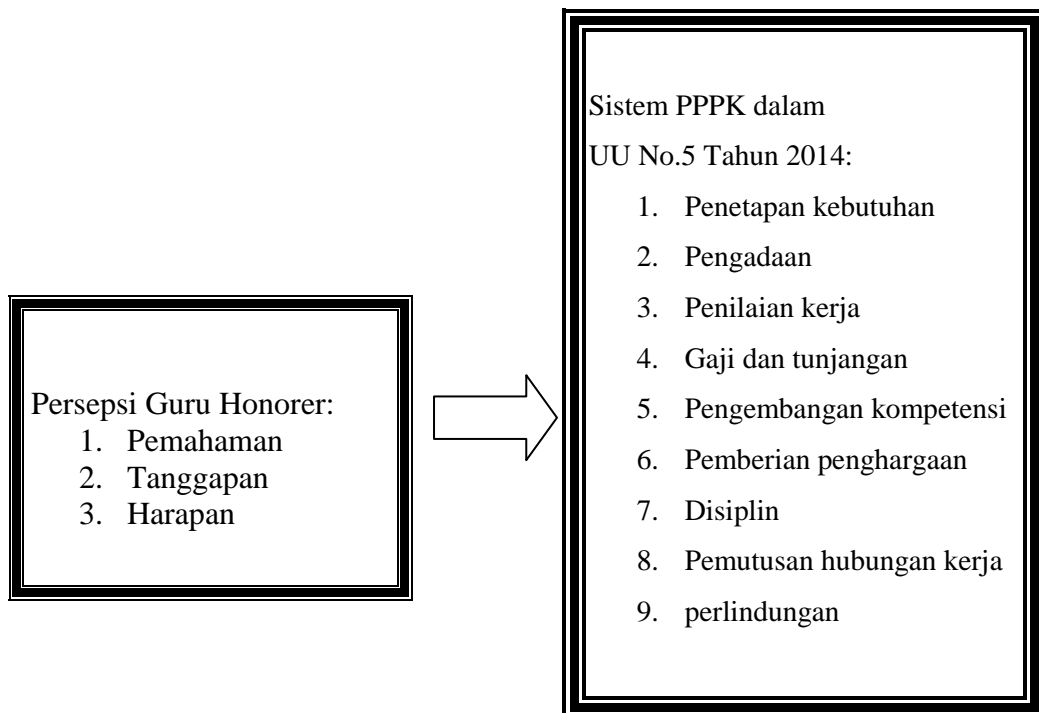 Persepsi Guru Honorer:
1. Pemahaman
2. Tanggapan
3. Harapan
Sistem PPPK dalam
UU No.5 Tahun 2014:
1. Penetapan kebutuhan
2. Pengadaan
3. Penilaian kerja
4. Gaji dan tunjangan
5. Pengembangan kompetensi
6. Pemberian penghargaan
7. Disiplin
8. Pemutusan hubungan kerja
9. perlindungan